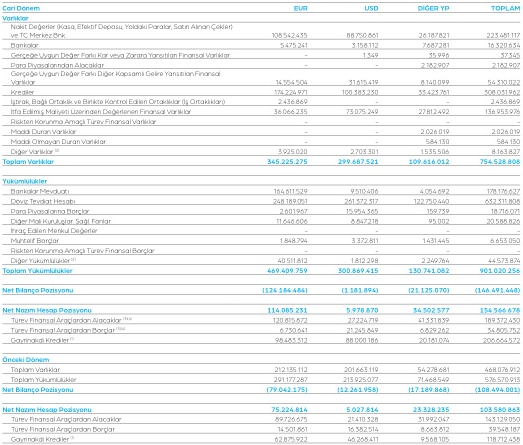 Cari Dönem EUR USD DİĞER YP TOPLAM
Varlıklar
Nakit Değerler (Kasa, Efektif Deposu, Yoldaki Paralar, Satın Alınan Çekler)
ve TC Merkez Bnk. 108.542.435 88.750.861 26.187.821 223.481.117
Bankalar 5.475.241 3.158.112 7.687.281 16.320.634
Gerçeğe Uygun Değer Farkı Kar veya Zarara Yansıtılan Finansal Varlıklar – 1.349 35.996 37.345
Para Piyasalarından Alacaklar – – 2.182.907 2.182.907
Gerçeğe Uygun Değer Farkı Diğer Kapsamlı Gelire Yansıtılan Finansal
Varlıklar 14.554.504 31.615.419 8.140.099 54.310.022
Krediler 174.224.971 100.383.230 33.423.761 308.031.962
İştirak, Bağlı Ortaklık ve Birlikte Kontrol Edilen Ortaklıklar (İş Ortaklıkları) 2.436.869 – – 2.436.869
İtfa Edilmiş Maliyeti Üzerinden Değerlenen Finansal Varlıklar 36.066.235 73.075.249 27.812.492 136.953.976
Riskten Korunma Amaçlı Türev Finansal Varlıklar – – – –
Maddi Duran Varlıklar – – 2.026.019 2.026.019
Maddi Olmayan Duran Varlıklar – – 584.130 584.130
Diğer Varlıklar 3.925.020 2.703.301 1.535.506 8.163.827
Toplam Varlıklar 345.225.275 299.687.521 109.616.012 754.528.808
Yükümlülükler
Bankalar Mevduatı 164.611.529 9.510.406 4.054.692 178.176.627
Döviz Tevdiat Hesabı 248.189.051 261.372.317 122.750.440 632.311.808
Para Piyasalarına Borçlar 2.601.967 15.954.365 159.739 18.716.071
Diğer Mali Kuruluşlar. Sağl. Fonlar 11.646.606 8.847.218 95.002 20.588.826
İhraç Edilen Menkul Değerler – – – –
Muhtelif Borçlar 1.848.794 3.372.811 1.431.445 6.653.050
Riskten Korunma Amaçlı Türev Finansal Borçlar – – – –
Diğer Yükümlülükler 40.511.812 1.812.298 2.249.764 44.573.874
Toplam Yükümlülükler 469.409.759 300.869.415 130.741.082 901.020.256
Net Bilanço Pozisyonu (124.184.484) (1.181.894) (21.125.070) (146.491.448)
Net Nazım Hesap Pozisyonu 114.085.231 5.978.870 34.502.577 154.566.678
Türev Finansal Araçlardan Alacaklar 120.815.872 27.224.719 41.331.839 189.372.430
Türev Finansal Araçlardan Borçlar 6.730.641 21.245.849 6.829.262 34.805.752
Gayrinakdi Krediler 98.483.312 88.000.186 20.181.074 206.664.572
Önceki Dönem
Toplam Varlıklar 212.135.112 201.663.119 54.278.681 468.076.912
Toplam Yükümlülükler 291.177.287 213.925.077 71.468.549 576.570.913
Net Bilanço Pozisyonu (79.042.175) (12.261.958) (17.189.868) (108.494.001)
Net Nazım Hesap Pozisyonu 75.224.814 5.027.814 23.328.235 103.580.863
Türev Finansal Araçlardan Alacaklar 89.726.675 21.410.328 31.992.047 143.129.050
Türev Finansal Araçlardan Borçlar 14.501.861 16.382.514 8.663.812 39.548.187
Gayrinakdi Krediler 62.875.922 46.268.411 9.568.105 118.712.438